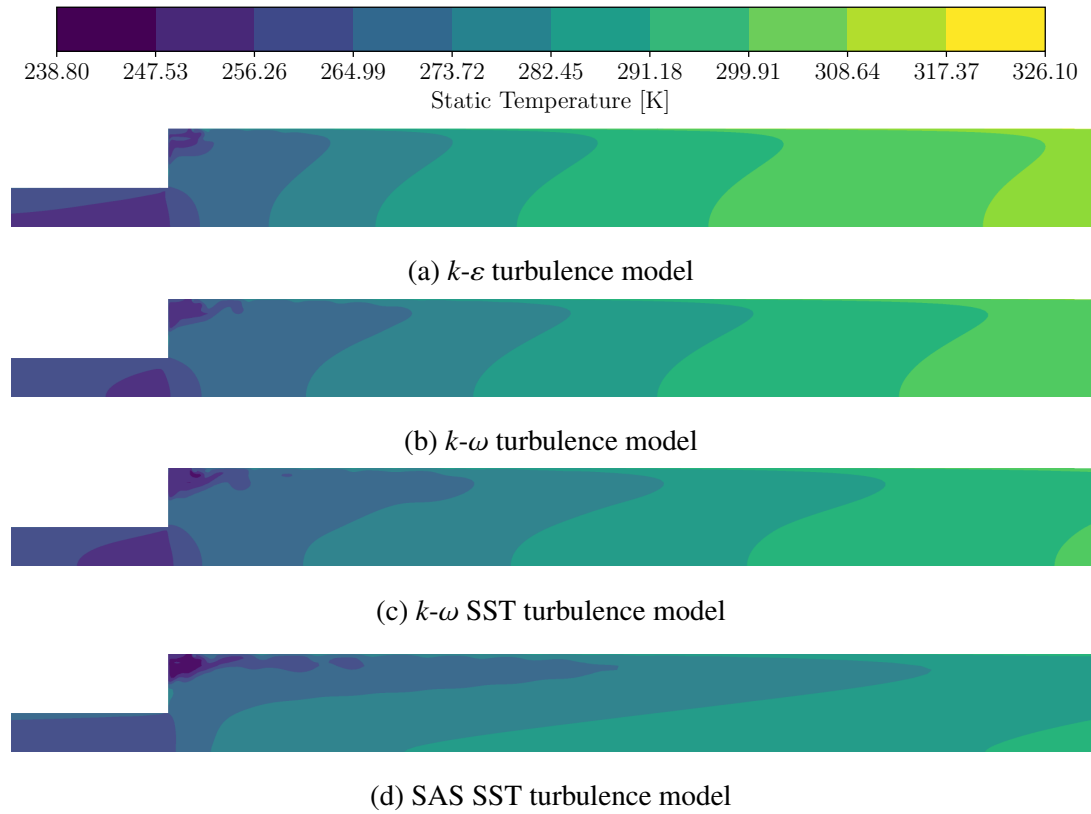 238.80 247.53 256.26 264.99 273.72 282.45 291.18 299.91 308.64 317.37 326.10
Static Temperature [K]
(a) k-ε turbulence model
(b) k-ω turbulence model
(c) k-ω SST turbulence model
(d) SAS SST turbulence model